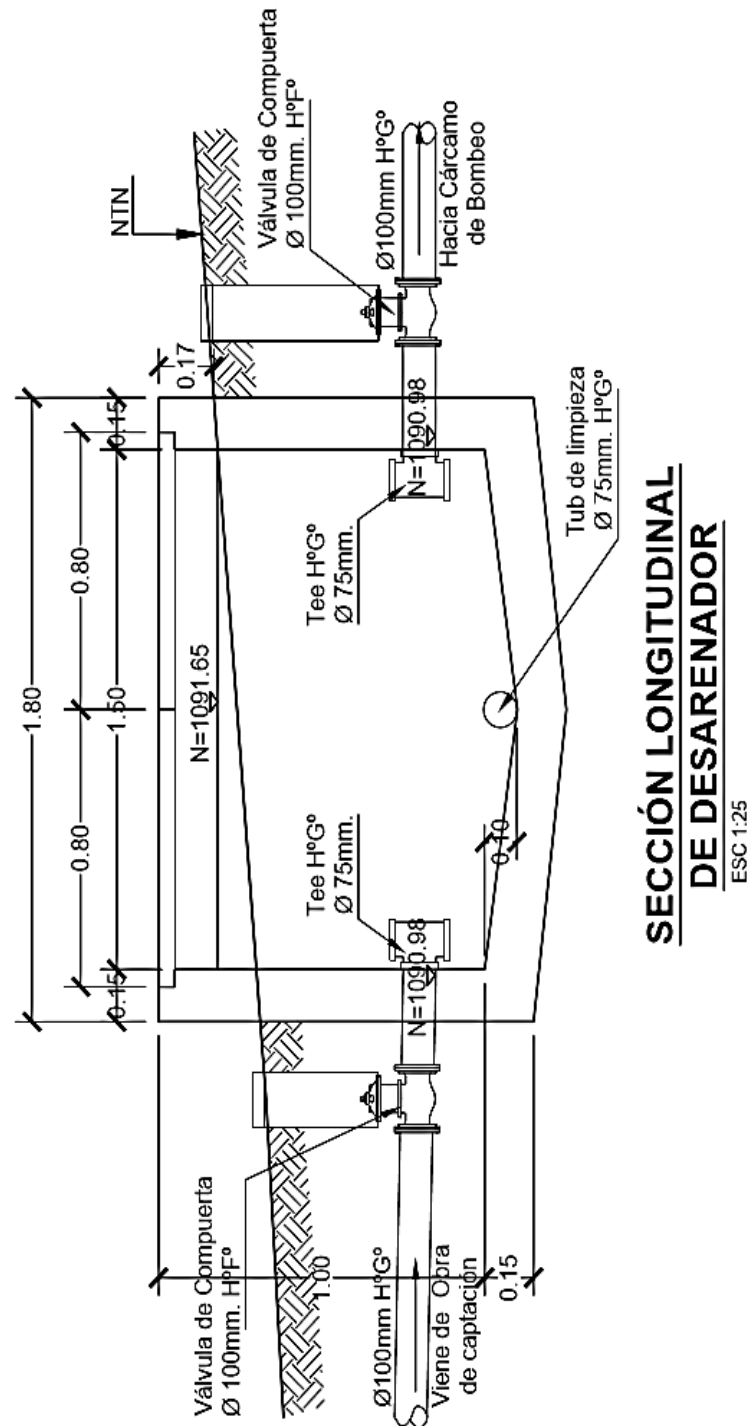 1.80
0.80
0.80
0.15
1.50
0.15
N=1091.65
0.17
NTN
Válvula de Compuerta
Ø 100mm. HºFº
Válvula de Compuerta
Ø 100mm. HºFº
Tee HºGº
Ø 75mm.
Tee HºGº
Ø 75mm.
1.00
Ø100mm HºGº
Viene de Obra
de captacion
N=1090.98
N=1090.98
Ø100mm HºGº
Hacia Cárcamo
de Bombeo
0.15
0.10
Tub de limpieza
Ø 75mm. HºGº
SECCIÓN LONGITUDINAL
DE DESARENADOR
ESC 1:25